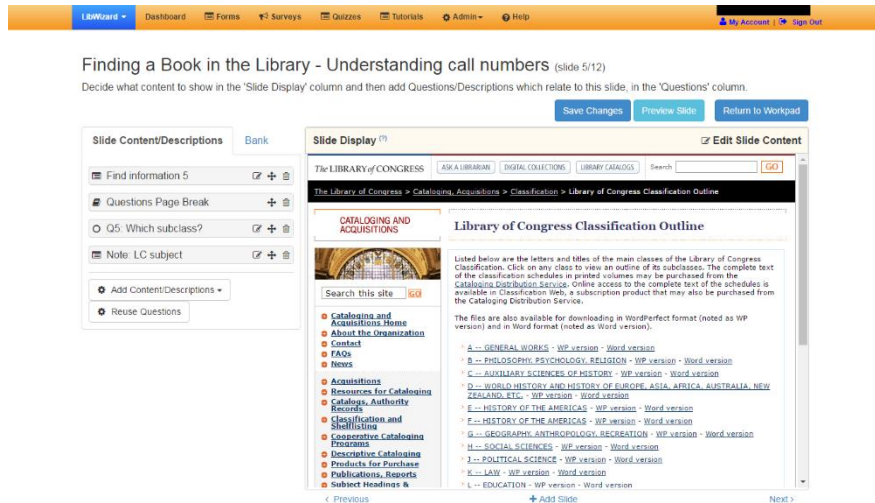 LibWizard Dashboard Forms Surveys Quizzes Tutorials Admin Help
My Account | Sign Out
Finding a Book in the Library - Understanding call numbers (slide 5/12)
Decide what content to show in the 'Slide Display' column and then add Questions/Descriptions which relate to this slide, in the 'Questions' column.
Save Changes Preview Slide Return to Workpad
Slide Content/Descriptions Bank
Find information 5
Questions Page Break
Q5: Which subclass?
Note: LC subject
Add Content/Descriptions
Reuse Questions
Slide Display (?) Edit Slide Content
The LIBRARY of CONGRESS ASK A LIBRARIAN DIGITAL COLLECTIONS LIBRARY CATALOGS Search GO
The Library of Congress > Cataloging, Acquisitions > Classification > Library of Congress Classification Outline
CATALOGING AND
ACQUISITIONS
Search this site GO
Cataloging and
Acquisitions Home
About the Organization
Contact
FAQs
News
Acquisitions
Resources for Cataloging
Catalogs, Authority
Records
Classification and
Shelflisting
Cooperative Cataloging
Programs
Descriptive Cataloging
Products for Purchase
Publications, Reports
Subject Headings &
Library of Congress Classification Outline
Listed below are the letters and titles of the main classes of the Library of Congress
Classification. Click on any class to view an outline of its subclasses. The complete text
of the classification schedules in printed volumes may be purchased from the
Cataloging Distribution Service. Online access to the complete text of the schedules is
available in Classification Web, a subscription product that may also be purchased from
the Cataloging Distribution Service.
The files are also available for downloading in WordPerfect format (noted as WP
version) and in Word format (noted as Word version).
A -- GENERAL WORKS - WP version - Word version
B -- PHILOSOPHY. PSYCHOLOGY. RELIGION - WP version - Word version
C -- AUXILIARY SCIENCES OF HISTORY - WP version - Word version
D -- WORLD HISTORY AND HISTORY OF EUROPE, ASIA, AFRICA, AUSTRALIA, NEW
ZEALAND, ETC. - WP version - Word version
E -- HISTORY OF THE AMERICAS - WP version - Word version
F -- HISTORY OF THE AMERICAS - WP version - Word version
G -- GEOGRAPHY. ANTHROPOLOGY. RECREATION - WP version - Word version
H -- SOCIAL SCIENCES - WP version - Word version
J -- POLITICAL SCIENCE - WP version - Word version
K -- LAW - WP version - Word version
L -- EDUCATION - WP version - Word version
< Previous + Add Slide Next >